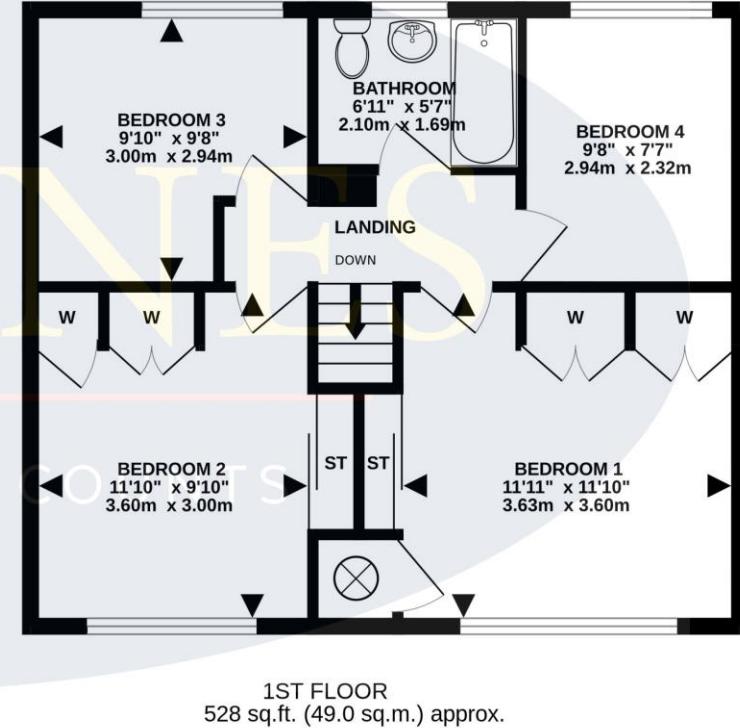 BEDROOM 3
9'10" x 9'8"
3.00m x 2.94m
BATHROOM
6'11" x 5'7"
2.10m x 1.69m
BEDROOM 4
9'8" x 7'7"
2.94m x 2.32m
NES
LANDING
DOWN
W
W
W
W
ST
ST
BEDROOM 2
11'10" x 9'10"
3.60m x 3.00m
BEDROOM 1
11'11" x 11'10"
3.63m x 3.60m
1ST FLOOR
528 sq.ft. (49.0 sq.m.) approx.